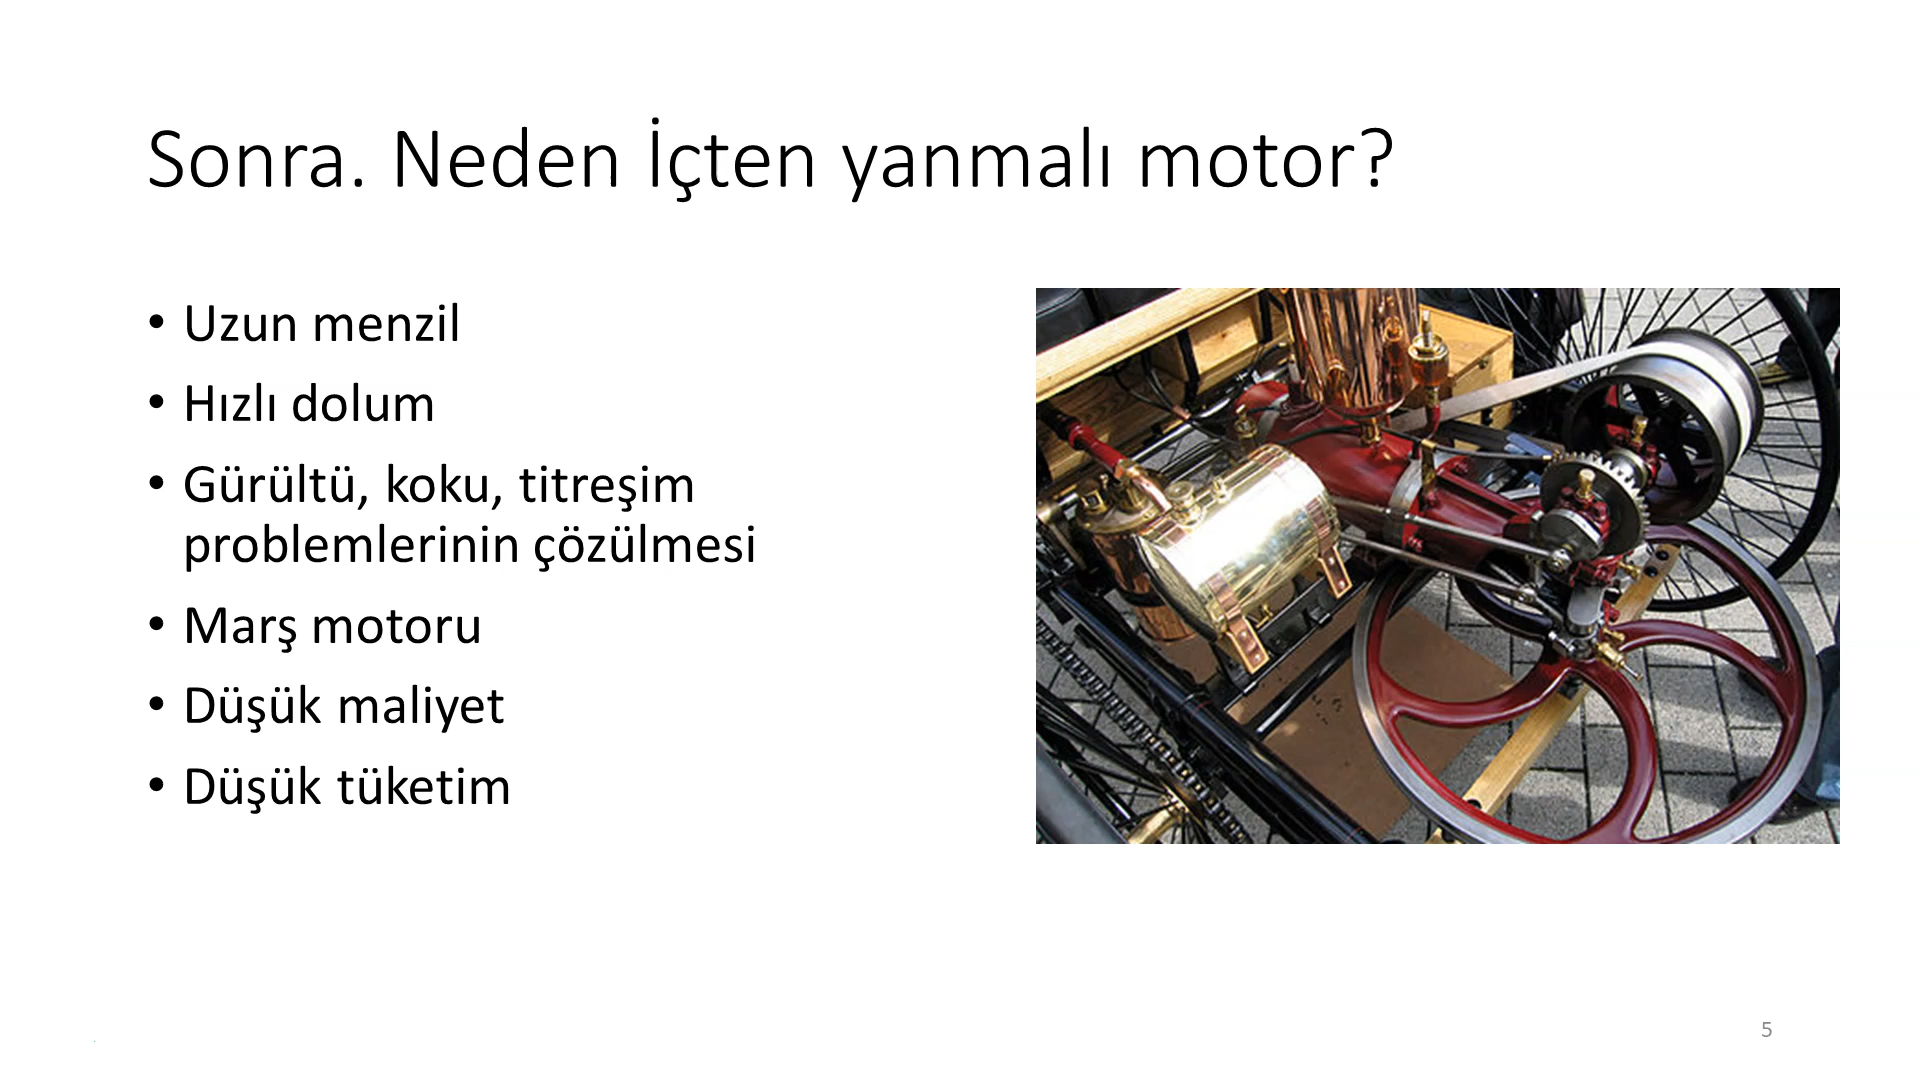 Sonra. Neden İçten yanmalı motor?
• Uzun menzil
• Hızlı dolum
• Gürültü, koku, titreşim
problemlerinin çözülmesi
• Marş motoru
• Düşük maliyet
• Düşük tüketim
5